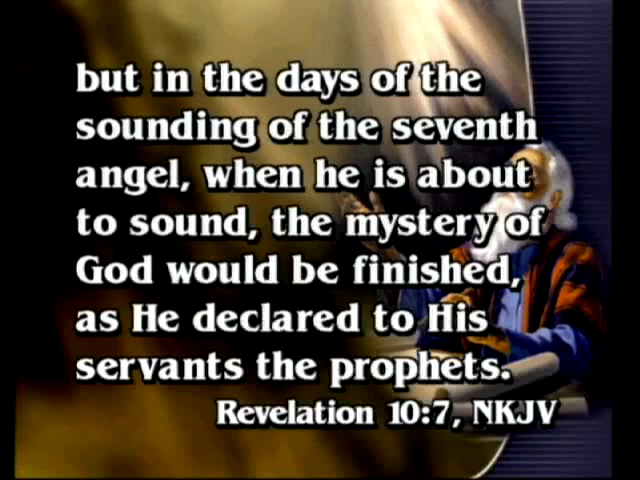 but in the days of the
sounding of the seventh
angel, when he is about
to sound, the mystery of
God would be finished,
as He declared to His
servants the prophets.
Revelation 10:7, NKJV